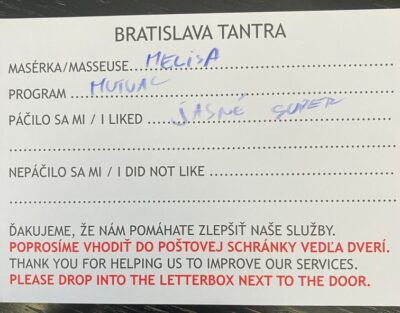 BRATISLAVA TANTRA
MASÉRKA/MASSEUSE...MELISA...
PROGRAM ...MUTUAL...
PÁČILO SA MI / I LIKED ...JASNÉ SUPER...
NEPÁČILO SA MI / I DID NOT LIKE ...
ĎAKUJEME, ŽE NÁM POMÁHATE ZLEPŠIŤ NAŠE SLUŽBY.
POPROSÍME VHODIŤ DO POŠTOVEJ SCHRÁNKY VEDĽA DVERÍ.
THANK YOU FOR HELPING US TO IMPROVE OUR SERVICES.
PLEASE DROP INTO THE LETTERBOX NEXT TO THE DOOR.